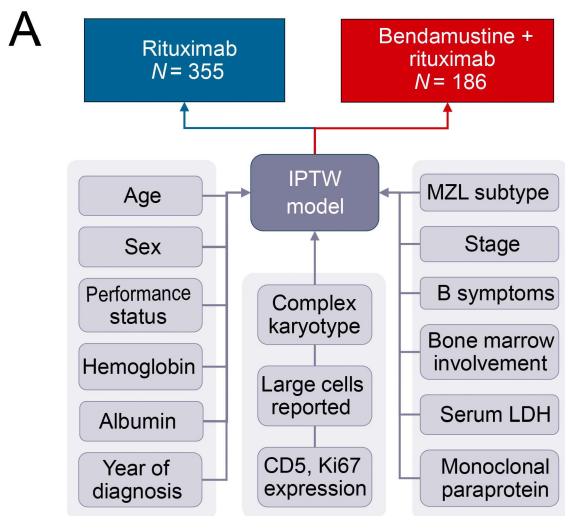 A
Rituximab
N = 355
Bendamustine +
rituximab
N = 186
IPTW
model
Age
Sex
Performance
status
Hemoglobin
Albumin
Year of
diagnosis
Complex
karyotype
Large cells
reported
CD5, Ki67
expression
MZL subtype
Stage
B symptoms
Bone marrow
involvement
Serum LDH
Monoclonal
paraprotein